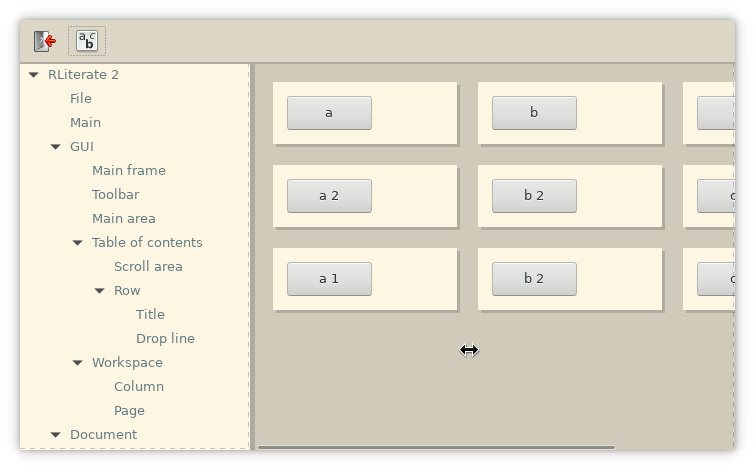 a c
b
RLiterate 2
File
Main
GUI
Main frame
Toolbar
Main area
Table of contents
Scroll area
Row
Title
Drop line
Workspace
Column
Page
Document
a b
a 2 b 2
a 1 b 2